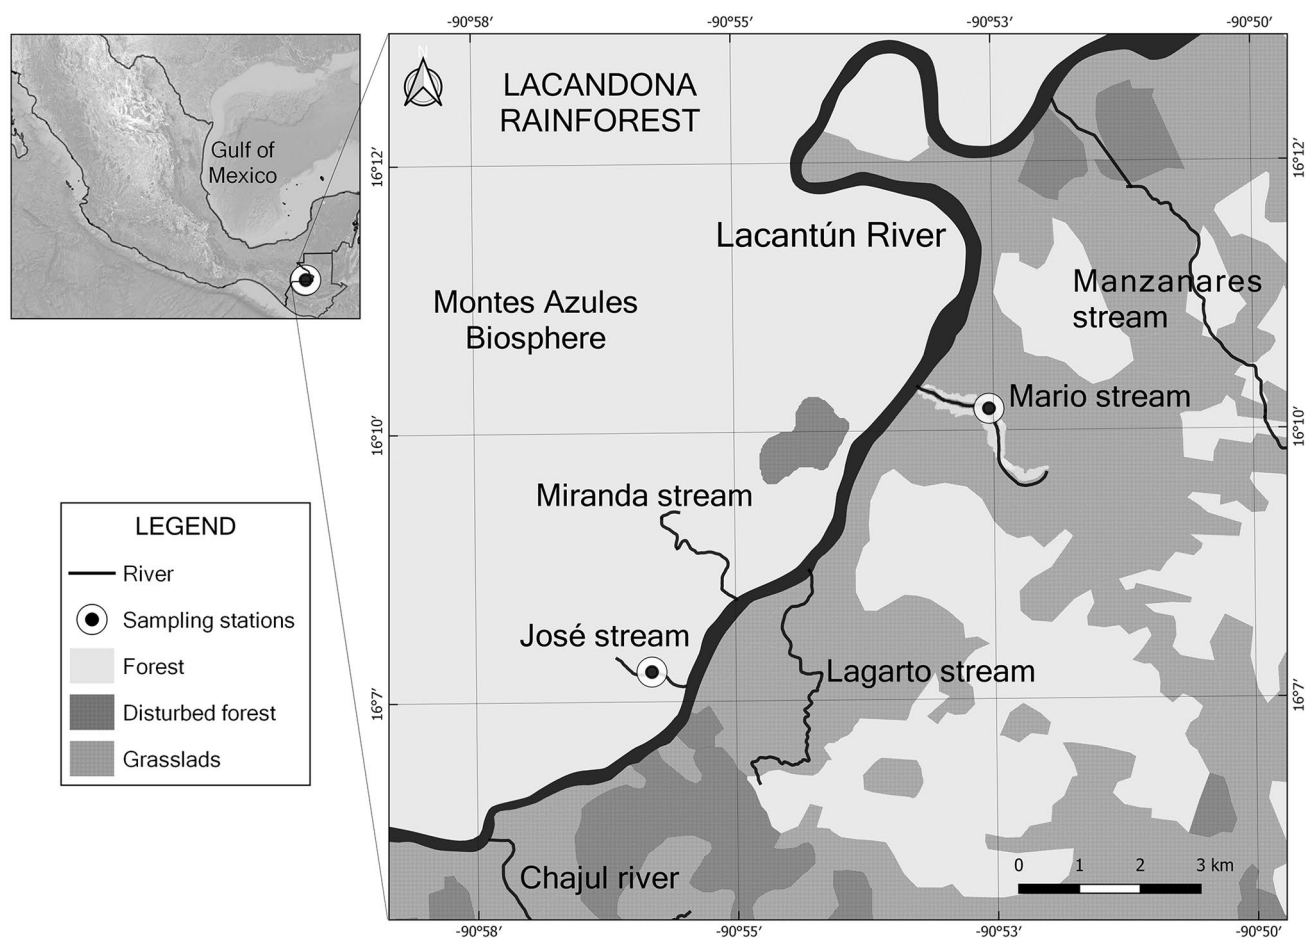 -90°58′ -90°55′ -90°53′ -90°50′
N
LACANDONA
RAINFOREST
Gulf of
Mexico
16°12′ 16°12′
Lacantún River
Manzanares
stream
Montes Azules
Biosphere
Mario stream
16°10′ 16°10′
Miranda stream
LEGEND
River
Sampling stations
Forest
Disturbed forest
Grasslads
José stream
Lagarto stream
16°7′ 16°7′
Chajul river
0 1 2 3 km
-90°58′ -90°55′ -90°53′ -90°50′